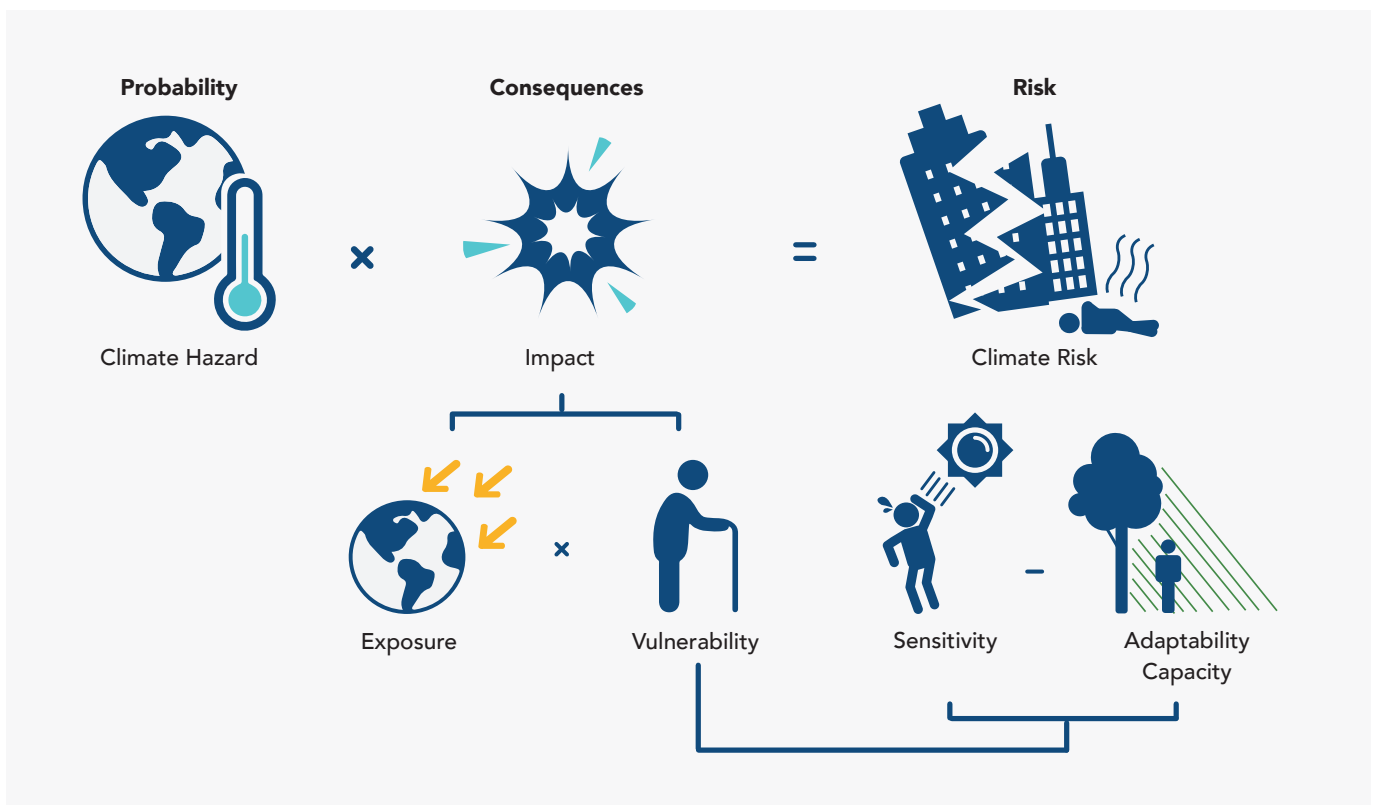 Probability
Consequences
Risk
×
=
Climate Hazard
Impact
Climate Risk
×
–
Exposure
Vulnerability
Sensitivity
Adaptability
Capacity